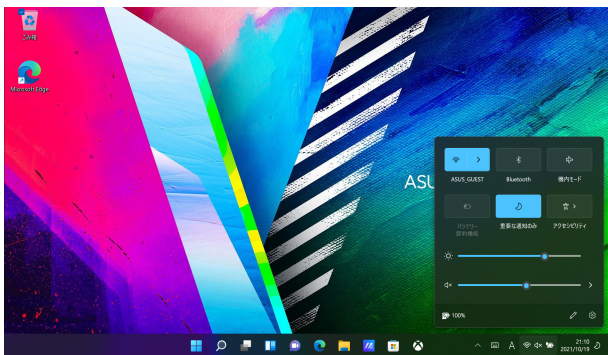 ごみ箱
Microsoft Edge
ASU
ASUS_GUEST
Bluetooth
機内モード
バッテリー
節約機能
重要な通知のみ
アクセシビリティ
100%
A
21:10
2021/10/19